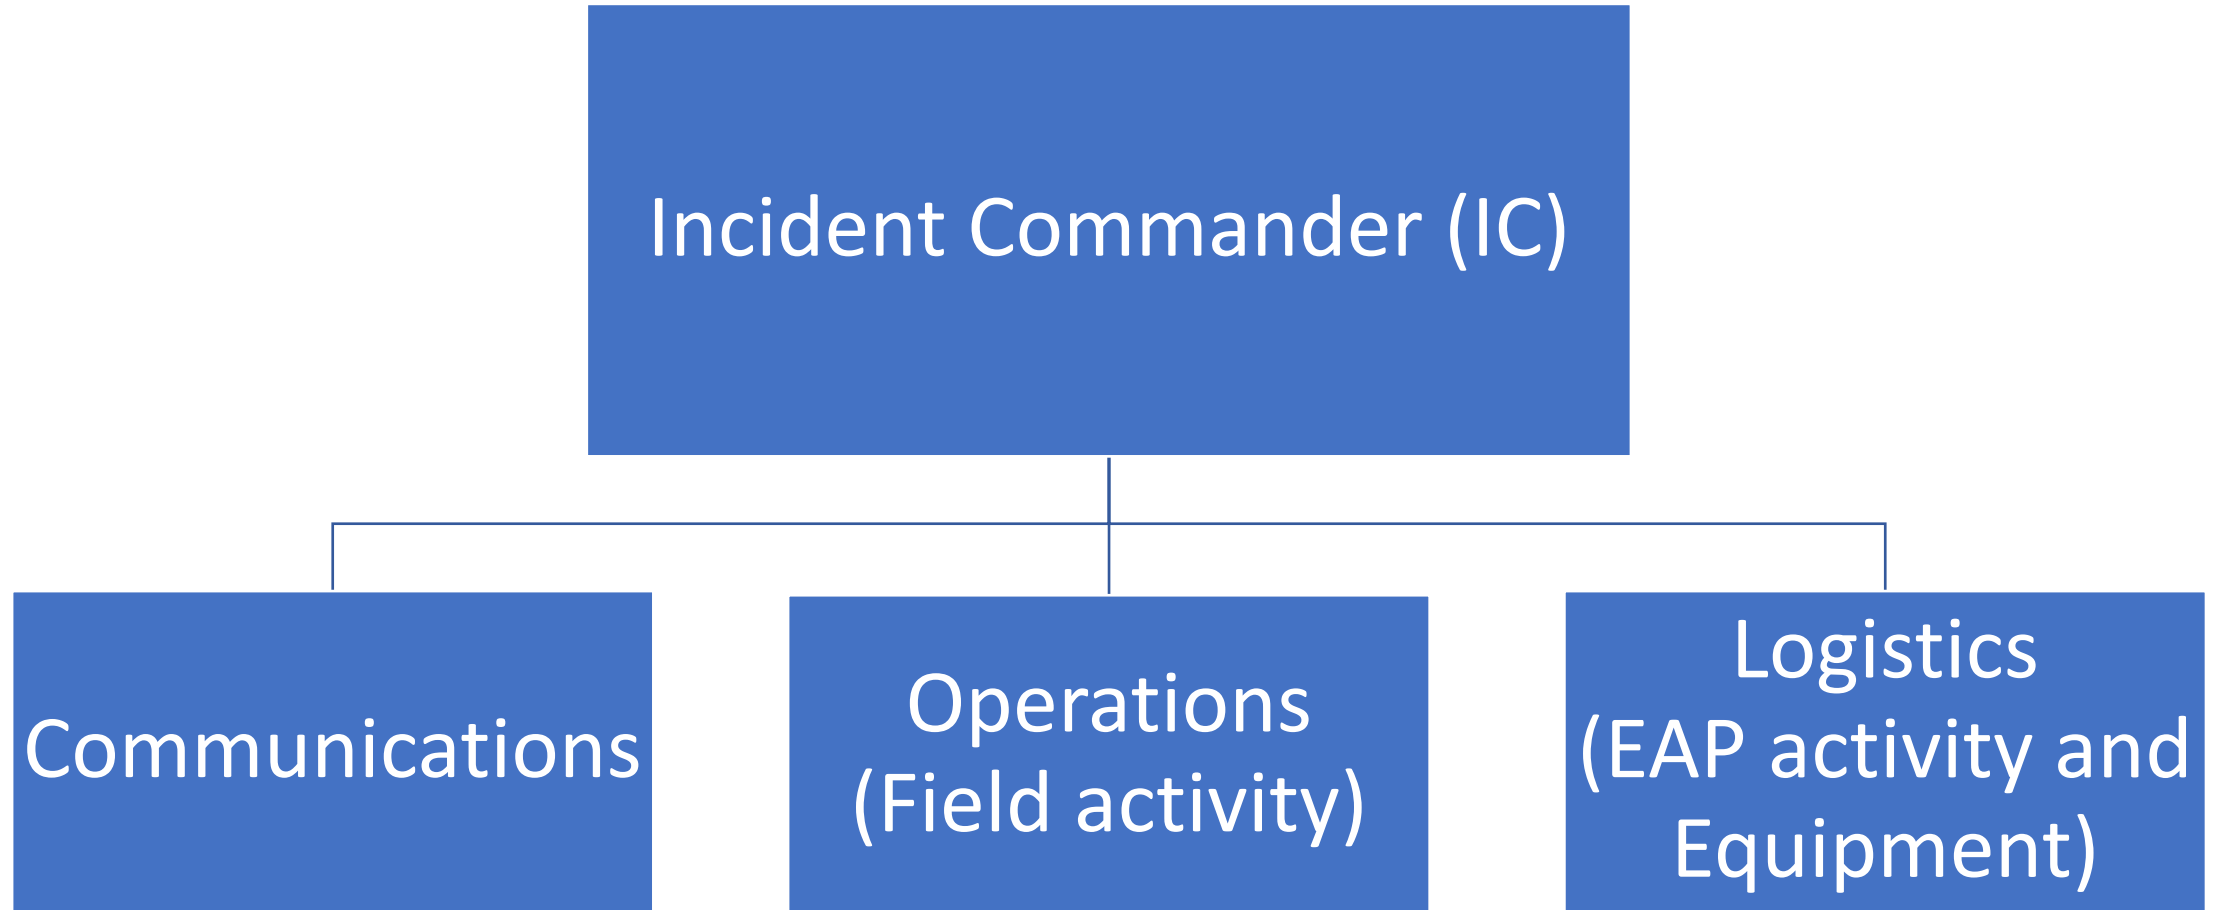 Incident Commander (IC)
Communications
Operations
(Field activity)
Logistics
(EAP activity and
Equipment)